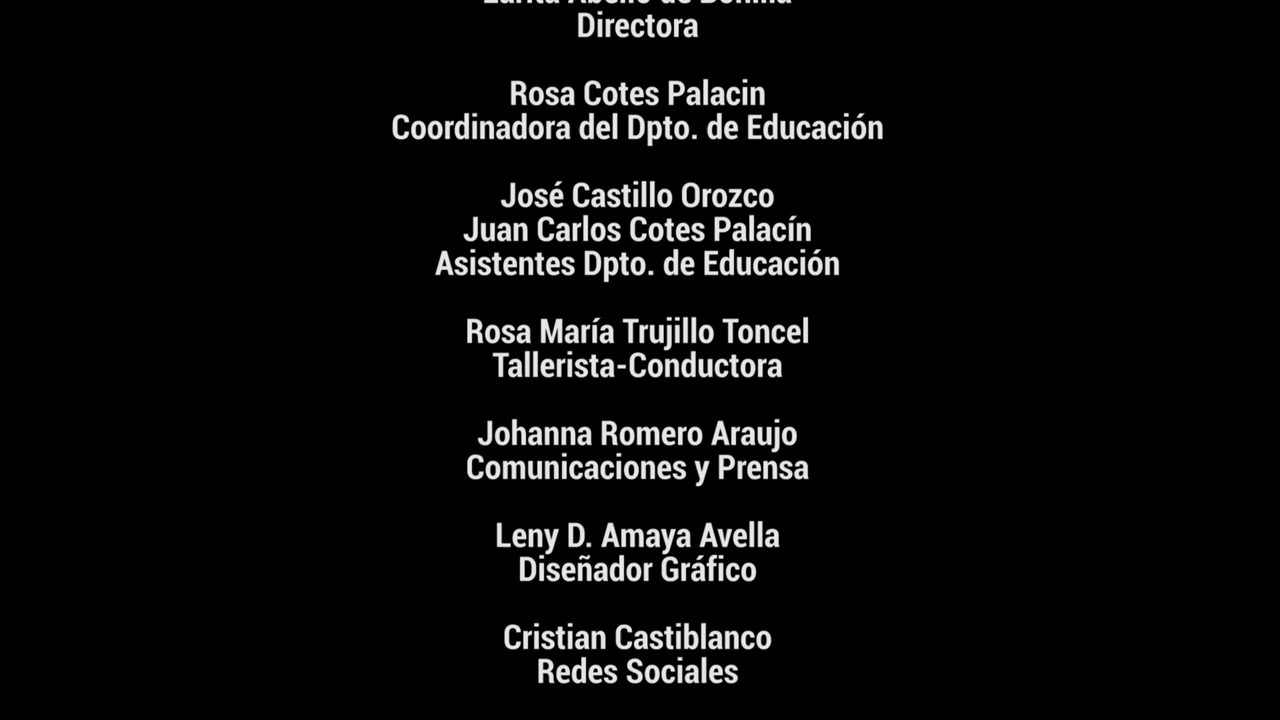 Directora
Rosa Cotes Palacin
Coordinadora del Dpto. de Educación
José Castillo Orozco
Juan Carlos Cotes Palacín
Asistentes Dpto. de Educación
Rosa María Trujillo Toncel
Tallerista-Conductora
Johanna Romero Araujo
Comunicaciones y Prensa
Leny D. Amaya Avella
Diseñador Gráfico
Cristian Castiblanco
Redes Sociales